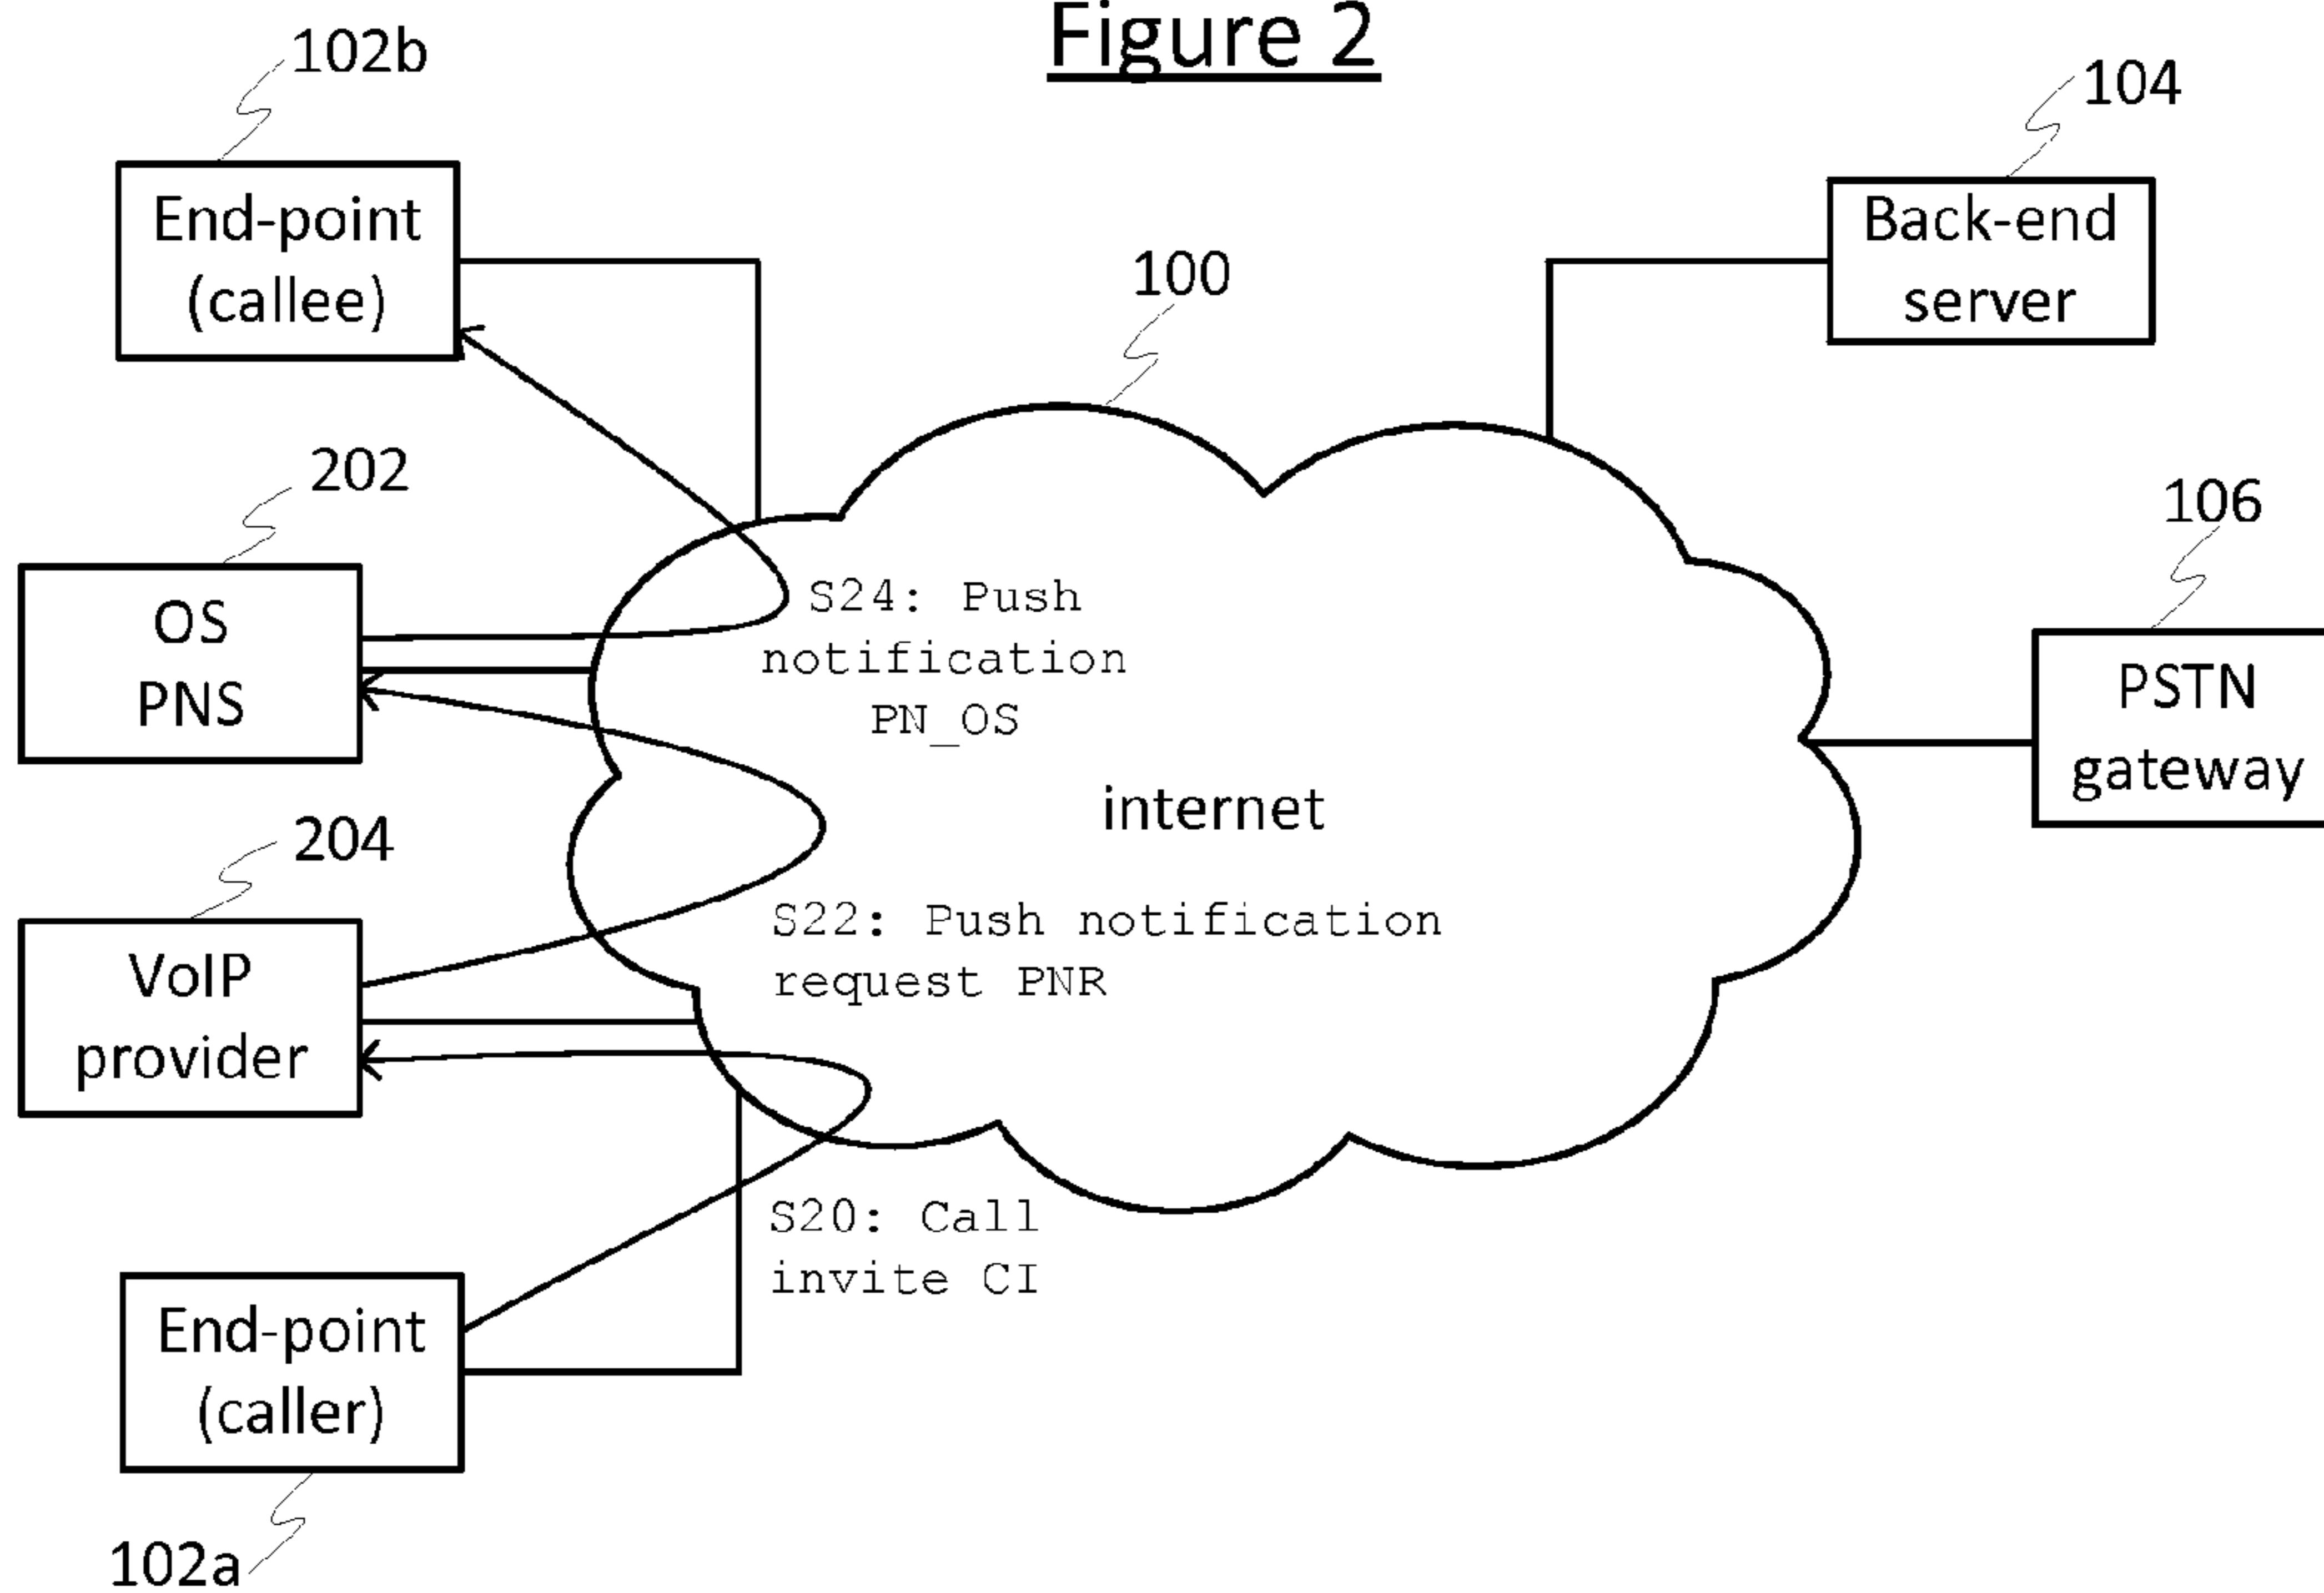 Figure 2
102b
104
End-point
(callee)
Back-end
server
100
202
106
OS
PNS
S24: Push
notification
PN_OS
PSTN
gateway
internet
204
VoIP
provider
S22: Push notification
request PNR
S20: Call
invite CI
End-point
(caller)
102a